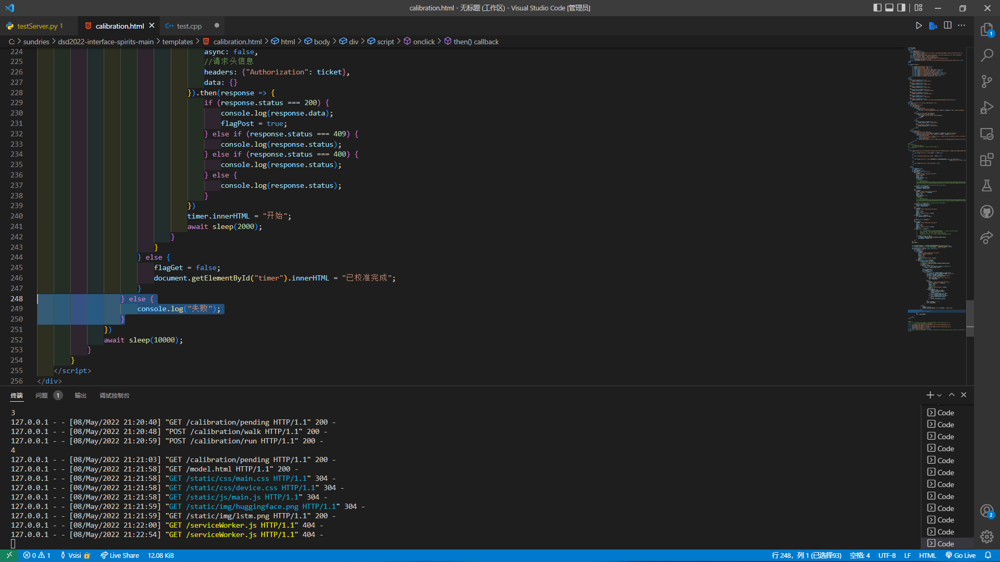 calibration.html - 无标题 (工作区) - Visual Studio Code [管理员]
testServer.py 1
calibration.html
test.cpp
C: > sundries > dsd2022-interface-spirits-main > templates > calibration.html > html > body > div > script > onclick > then() callback
224 async: false,
225 //请求头信息
226 headers: {"Authorization": ticket},
227 data: {}
228 }).then(response => {
229 if (response.status === 200) {
230 console.log(response.data);
231 flagPost = true;
232 } else if (response.status === 409) {
233 console.log(response.status);
234 } else if (response.status === 400) {
235 console.log(response.status);
236 } else {
237 console.log(response.status);
238 }
239 })
240 timer.innerHTML = "开始";
241 await sleep(2000);
242 }
243 }
244 } else {
245 flagGet = false;
246 document.getElementById("timer").innerHTML = "已校准完成";
247 }
248 } else {
249 console.log("失败");
250 }
251 })
252 await sleep(10000);
253 }
254 }
255 </script>
256 </div>
终端 问题 1 输出 调试控制台
3
127.0.0.1 - - [08/May/2022 21:20:40] "GET /calibration/pending HTTP/1.1" 200 -
127.0.0.1 - - [08/May/2022 21:20:48] "POST /calibration/walk HTTP/1.1" 200 -
127.0.0.1 - - [08/May/2022 21:20:59] "POST /calibration/run HTTP/1.1" 200 -
4
127.0.0.1 - - [08/May/2022 21:21:03] "GET /calibration/pending HTTP/1.1" 200 -
127.0.0.1 - - [08/May/2022 21:21:58] "GET /model.html HTTP/1.1" 200 -
127.0.0.1 - - [08/May/2022 21:21:58] "GET /static/css/main.css HTTP/1.1" 304 -
127.0.0.1 - - [08/May/2022 21:21:58] "GET /static/css/device.css HTTP/1.1" 304 -
127.0.0.1 - - [08/May/2022 21:21:58] "GET /static/js/main.js HTTP/1.1" 304 -
127.0.0.1 - - [08/May/2022 21:21:59] "GET /static/img/huggingface.png HTTP/1.1" 304 -
127.0.0.1 - - [08/May/2022 21:21:59] "GET /static/img/lstm.png HTTP/1.1" 200 -
127.0.0.1 - - [08/May/2022 21:22:00] "GET /serviceWorker.js HTTP/1.1" 404 -
127.0.0.1 - - [08/May/2022 21:22:54] "GET /serviceWorker.js HTTP/1.1" 404 -
Code
Code
Code
Code
Code
Code
Code
Code
Code
Code
Code
Code
1
2
0 1 Vsisi Live Share 12.08 KiB
行 248, 列 1 (已选择93) 空格: 4 UTF-8 LF HTML Go Live